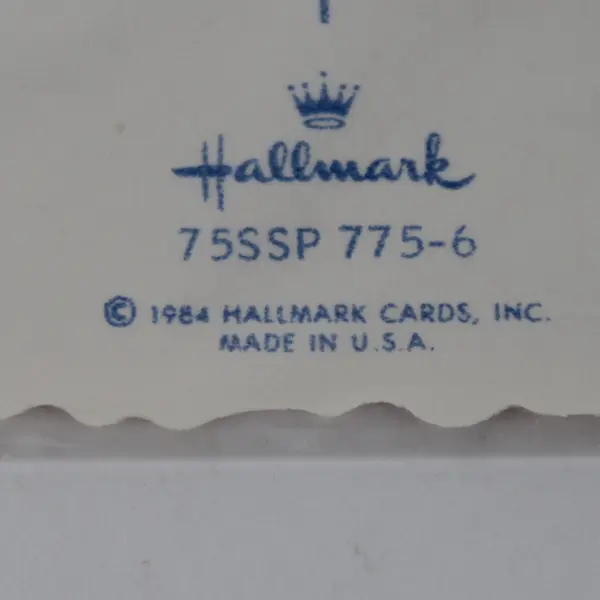 Hallmark
75SSP 775-6
© 1984 HALLMARK CARDS, INC.
MADE IN U.S.A.